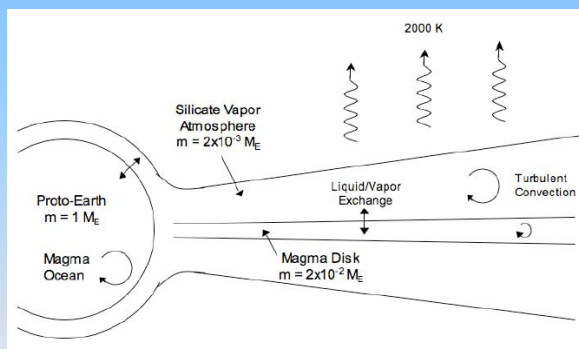 2000 K
Silicate Vapor
Atmosphere
m = 2x10⁻³ M_E
Proto-Earth
m = 1 M_E
Liquid/Vapor
Exchange
Turbulent
Convection
Magma
Ocean
Magma Disk
m = 2x10⁻² M_E